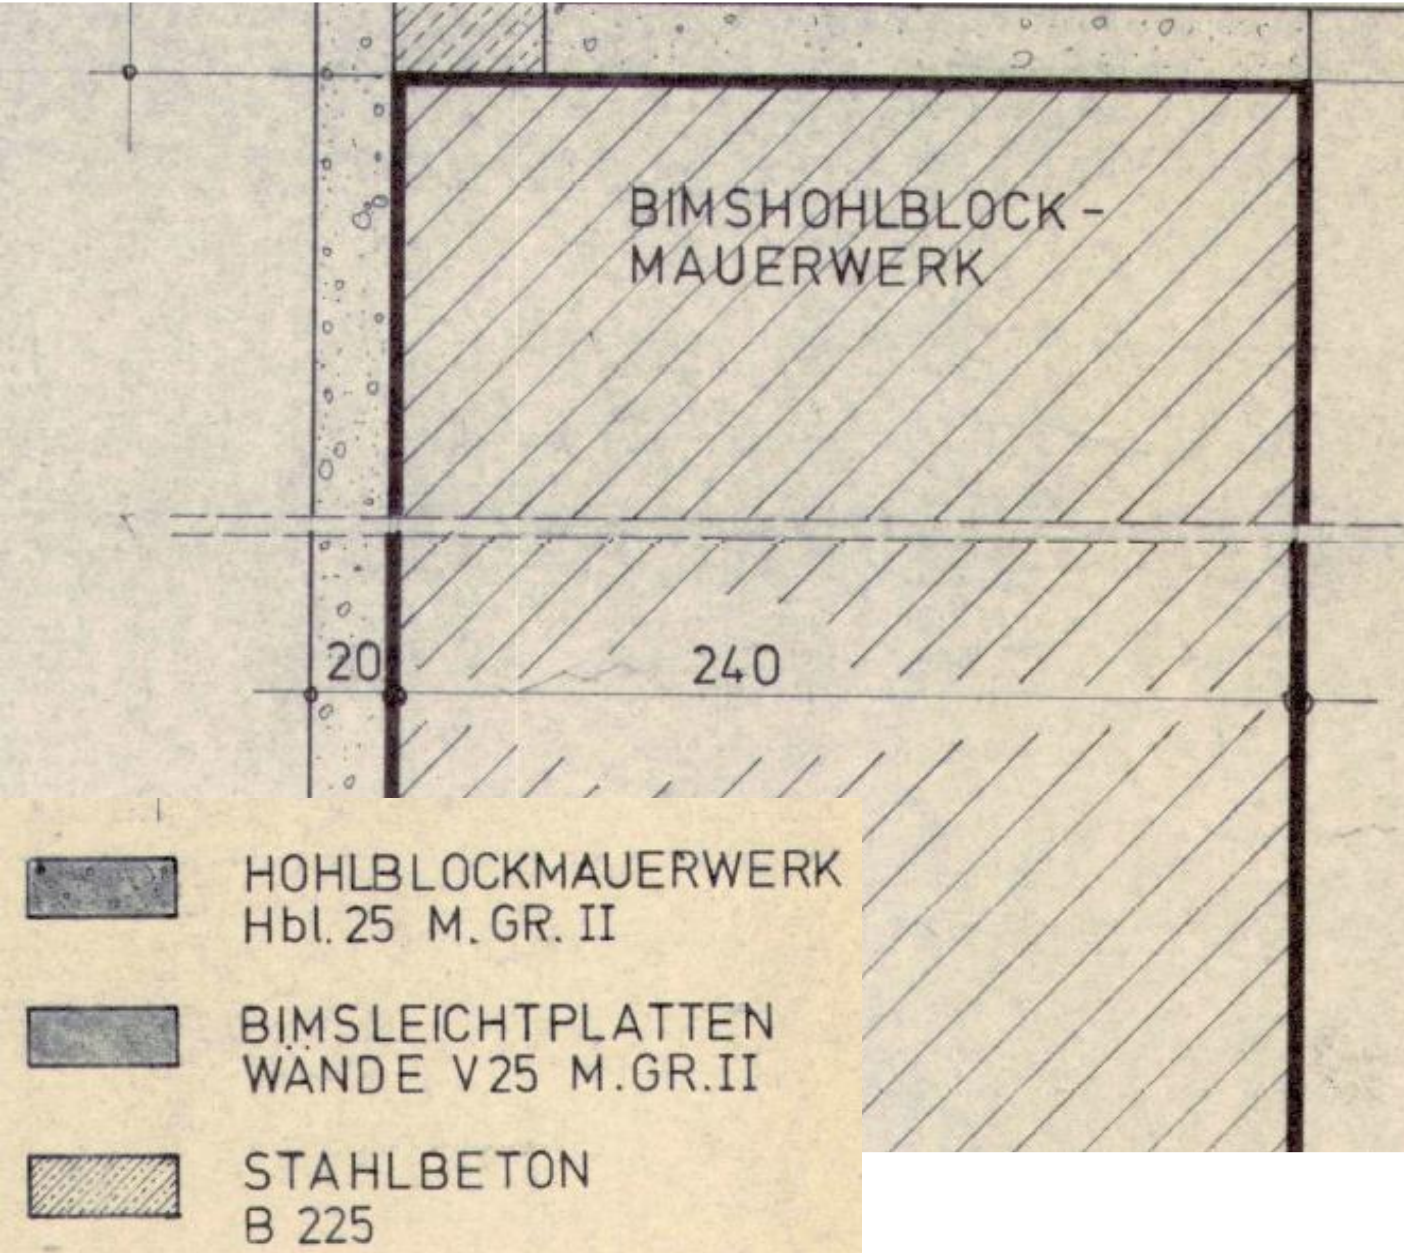 BIMSHOHLBLOCK-
MAUERWERK
20 240
HOHLBLOCKMAUERWERK
Hbl. 25 M. GR. II
BIMSLEICHTPLATTEN
WÄNDE V25 M.GR.II
STAHLBETON
B 225